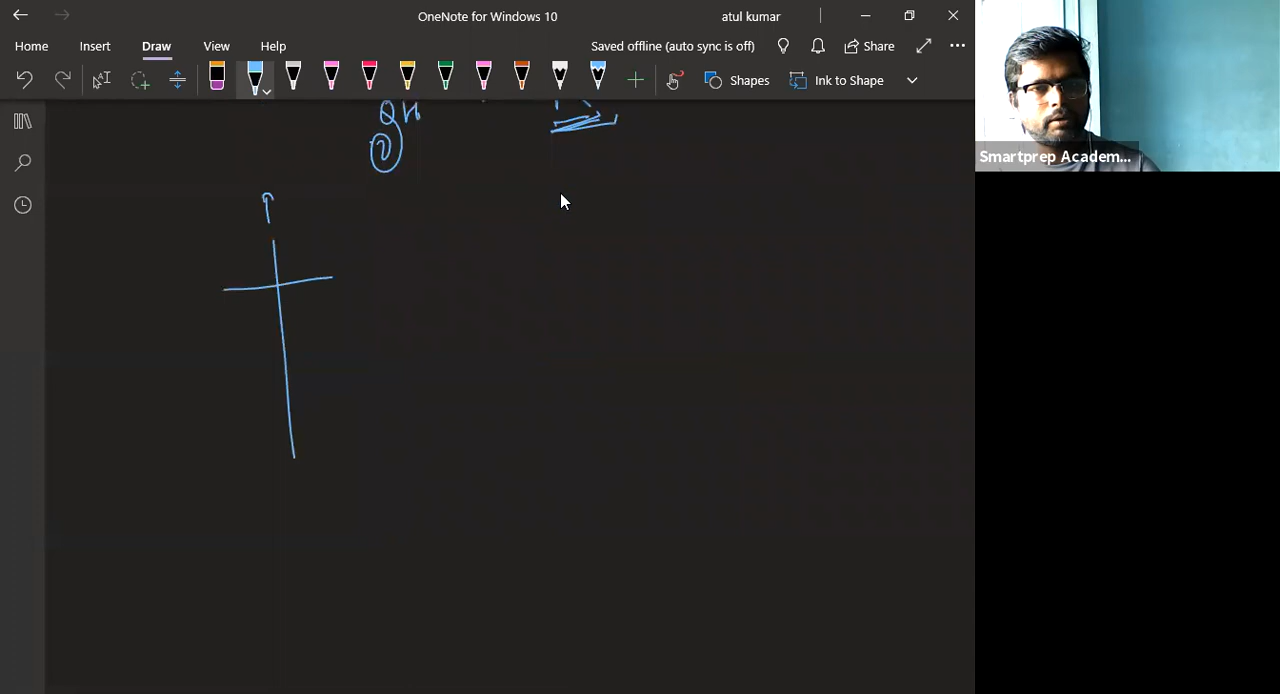 OneNote for Windows 10
atul kumar
Home Insert Draw View Help
Saved offline (auto sync is off)
Share
Shapes
Ink to Shape
Smartprep Academ...
QH